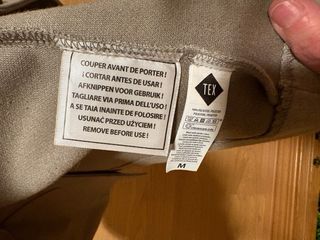 COUPER AVANT DE PORTER !
¡ CORTAR ANTES DE USAR !
AFKNIPPEN VOOR GEBRUIK !
TAGLIARE VIA PRIMA DELL'USO !
A SE TAIA INAINTE DE FOLOSIRE !
USUNAĆ PRZED UŻYCIEM !
REMOVE BEFORE USE !
TEX
M